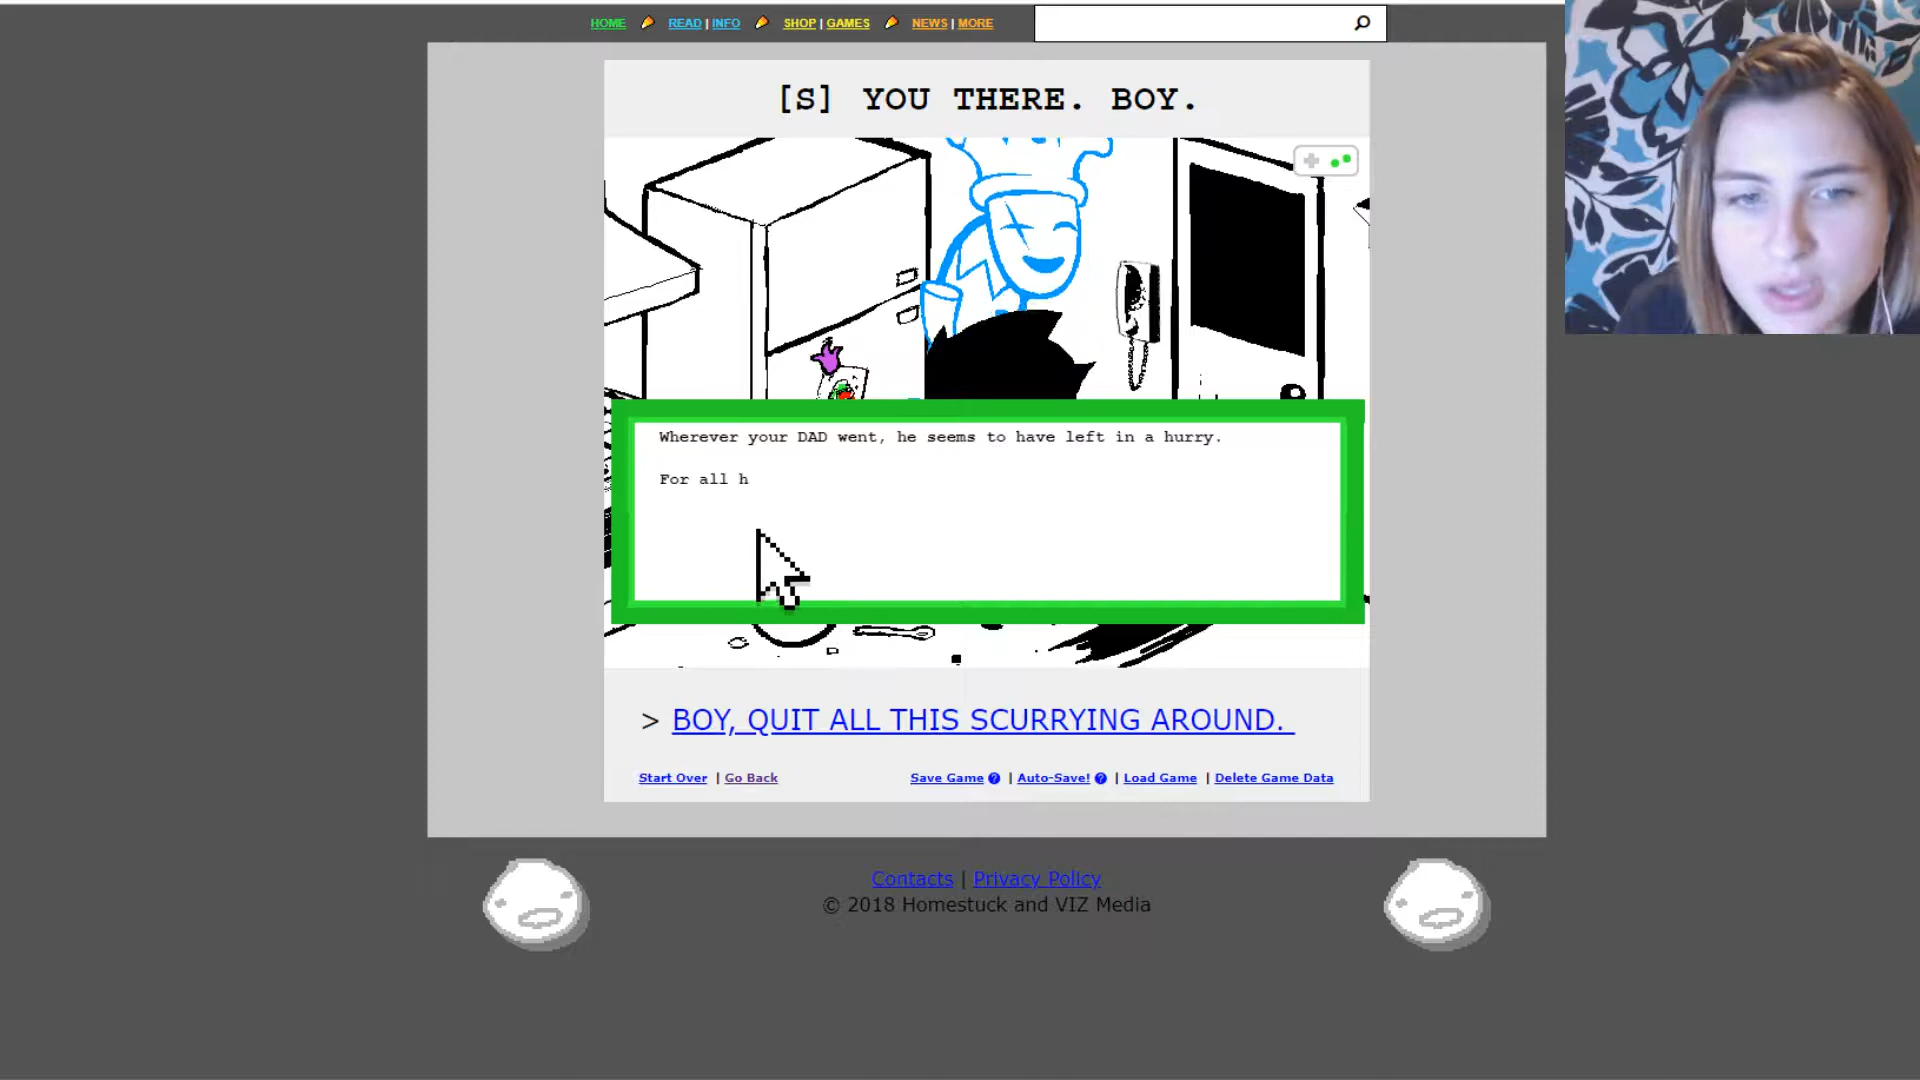 HOME READ | INFO SHOP | GAMES NEWS | MORE
[S] YOU THERE. BOY.
Wherever your DAD went, he seems to have left in a hurry.
For all h
> BOY, QUIT ALL THIS SCURRYING AROUND.
Start Over | Go Back Save Game ? | Auto-Save! ? | Load Game | Delete Game Data
Contacts | Privacy Policy
© 2018 Homestuck and VIZ Media